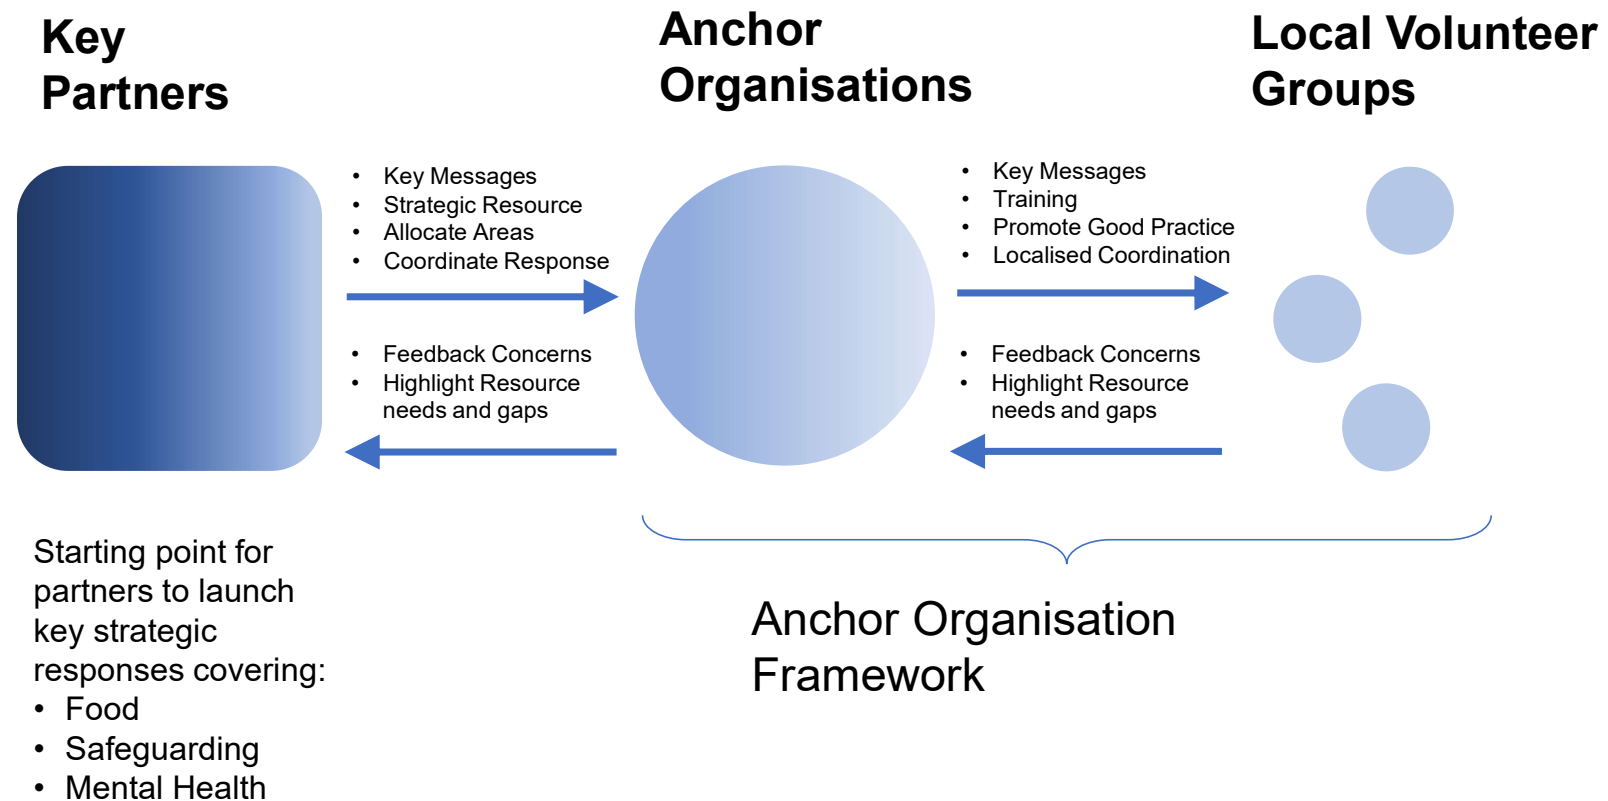 Key
Partners
Anchor
Organisations
Local Volunteer
Groups
• Key Messages
• Strategic Resource
• Allocate Areas
• Coordinate Response
• Feedback Concerns
• Highlight Resource
needs and gaps
• Key Messages
• Training
• Promote Good Practice
• Localised Coordination
• Feedback Concerns
• Highlight Resource
needs and gaps
Starting point for
partners to launch
key strategic
responses covering:
• Food
• Safeguarding
• Mental Health
Anchor Organisation
Framework